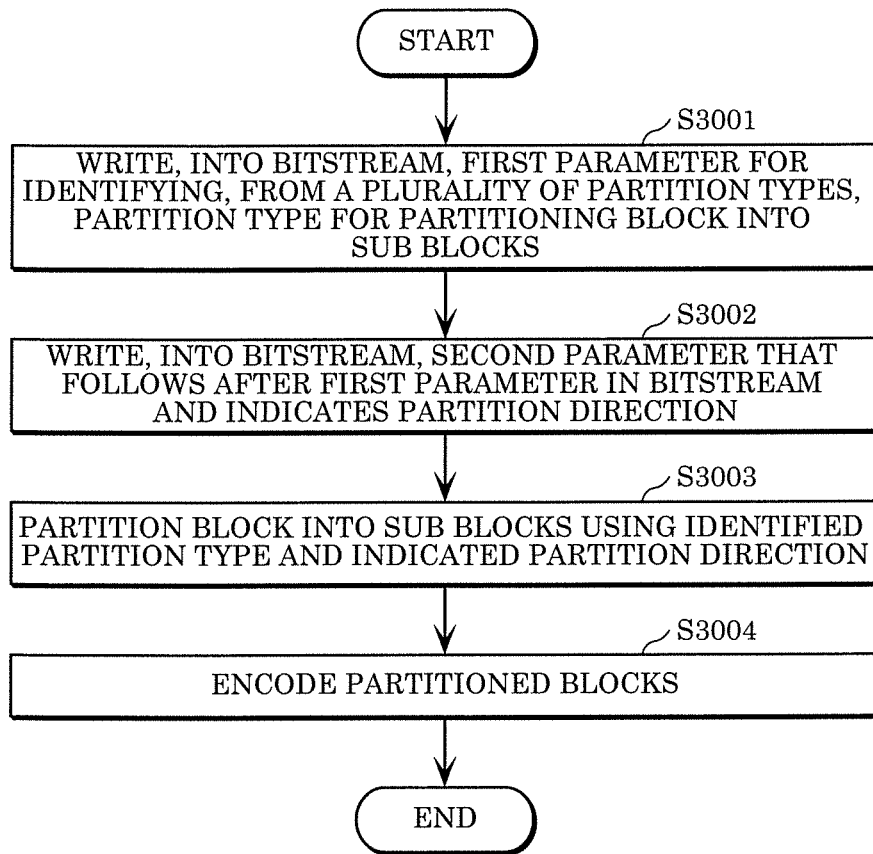 START
S3001
WRITE, INTO BITSTREAM, FIRST PARAMETER FOR
IDENTIFYING, FROM A PLURALITY OF PARTITION TYPES,
PARTITION TYPE FOR PARTITIONING BLOCK INTO
SUB BLOCKS
S3002
WRITE, INTO BITSTREAM, SECOND PARAMETER THAT
FOLLOWS AFTER FIRST PARAMETER IN BITSTREAM
AND INDICATES PARTITION DIRECTION
S3003
PARTITION BLOCK INTO SUB BLOCKS USING IDENTIFIED
PARTITION TYPE AND INDICATED PARTITION DIRECTION
S3004
ENCODE PARTITIONED BLOCKS
END